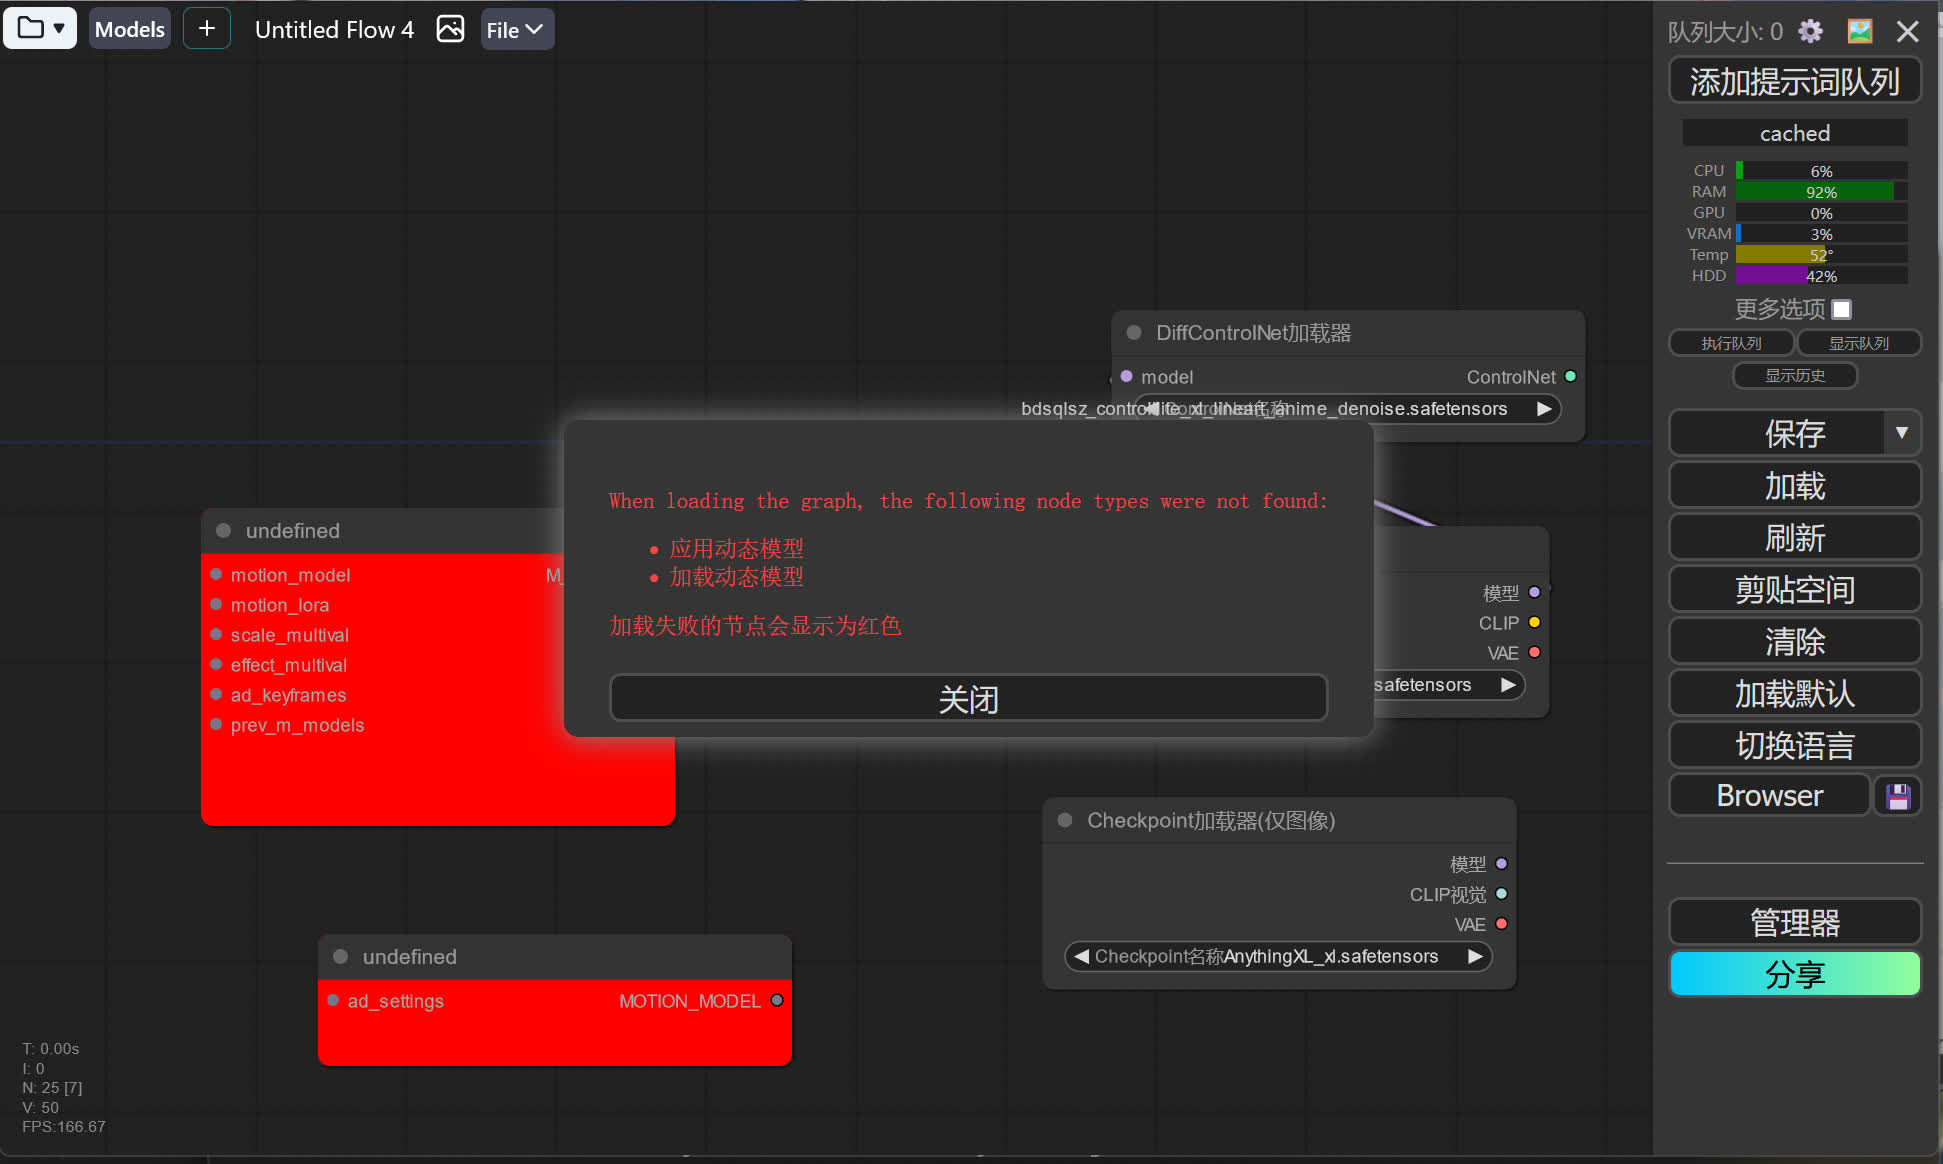 Models
+
Untitled Flow 4
File
队列大小: 0
添加提示词队列
cached
CPU 6%
RAM 92%
GPU 0%
VRAM 3%
Temp 52°
HDD 42%
更多选项
执行队列
显示队列
显示历史
保存
加载
刷新
剪贴空间
清除
加载默认
切换语言
Browser
管理器
分享
DiffControlNet加载器
model
ControlNet
bdsqlsz_controllite_xl_lineart_anime_denoise.safetensors
When loading the graph, the following node types were not found:
应用动态模型
加载动态模型
加载失败的节点会显示为红色
关闭
undefined
motion_model
M_
motion_lora
scale_multival
effect_multival
ad_keyframes
prev_m_models
模型
CLIP
VAE
safetensors
Checkpoint加载器(仅图像)
模型
CLIP视觉
VAE
Checkpoint名称AnythingXL_xl.safetensors
undefined
ad_settings
MOTION_MODEL
T: 0.00s
I: 0
N: 25 [7]
V: 50
FPS:166.67